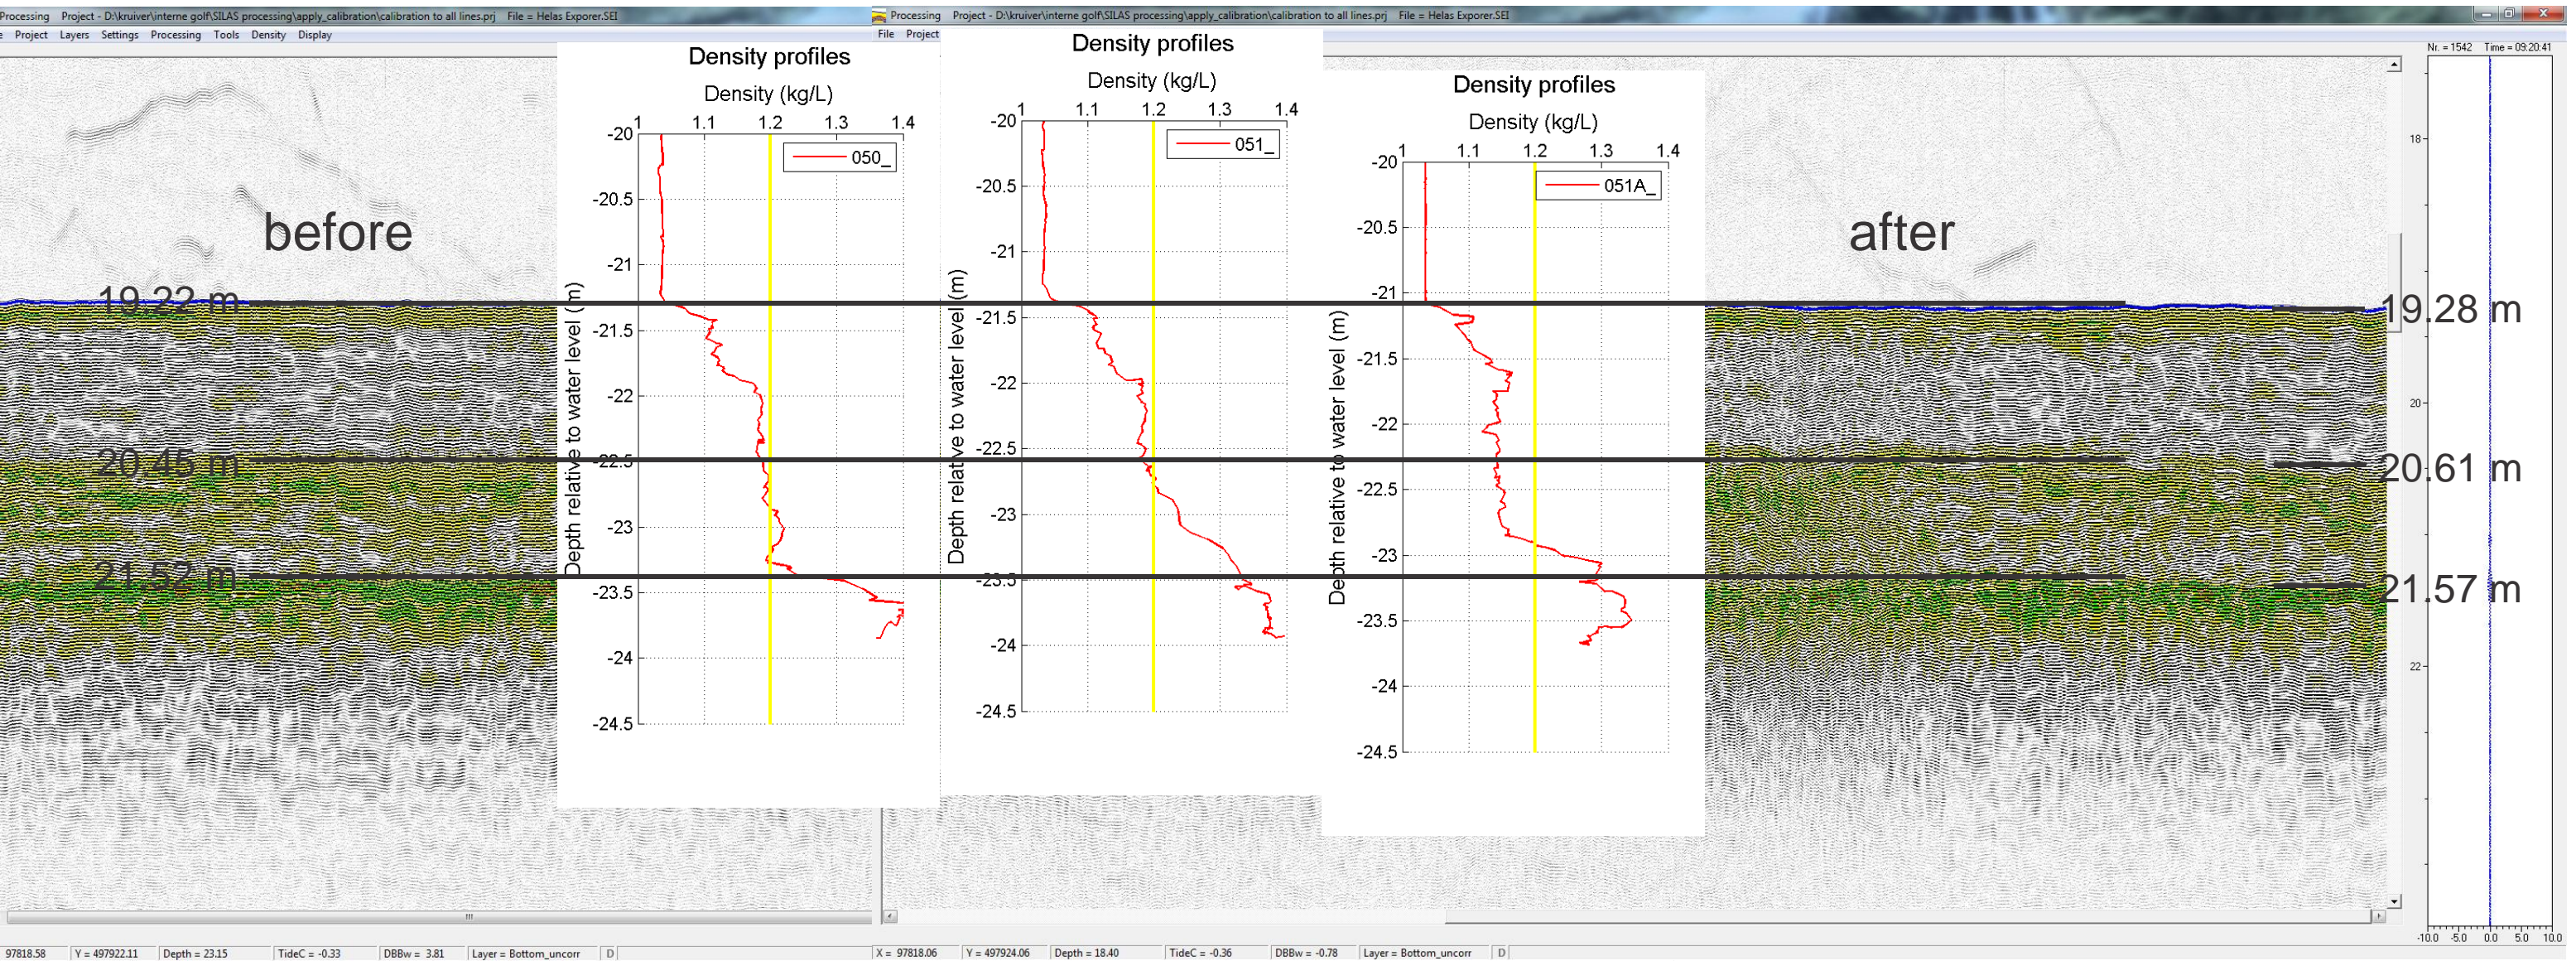 Processing Project - D:\kruiver\interne golf\SILAS processing\apply_calibration\calibration to all lines.prj File = Helas Exporer.SEI
Processing Project - D:\kruiver\interne golf\SILAS processing\apply_calibration\calibration to all lines.prj File = Helas Exporer.SEI
Project Layers Settings Processing Tools Density Display
File Project
Nr. = 1542 Time = 09:20:41
before
after
Density profiles
Density (kg/L)
1 1.1 1.2 1.3 1.4
050_
-20
-20.5
-21
-21.5
-22
-22.5
-23
-23.5
-24
-24.5
Depth relative to water level (m)
Density profiles
Density (kg/L)
1 1.1 1.2 1.3 1.4
051_
-20
-20.5
-21
-21.5
-22
-22.5
-23
-23.5
-24
-24.5
Depth relative to water level (m)
Density profiles
Density (kg/L)
1 1.1 1.2 1.3 1.4
051A_
-20
-20.5
-21
-21.5
-22
-22.5
-23
-23.5
-24
-24.5
Depth relative to water level (m)
19.22 m
20.45 m
21.52 m
19.28 m
20.61 m
21.57 m
18
20
22
-10.0 -5.0 0.0 5.0 10.0
97818.58 Y = 497922.11 Depth = 23.15 TideC = -0.33 DBBw = 3.81 Layer = Bottom_uncorr D
X = 97818.06 Y = 497924.06 Depth = 18.40 TideC = -0.36 DBBw = -0.78 Layer = Bottom_uncorr D